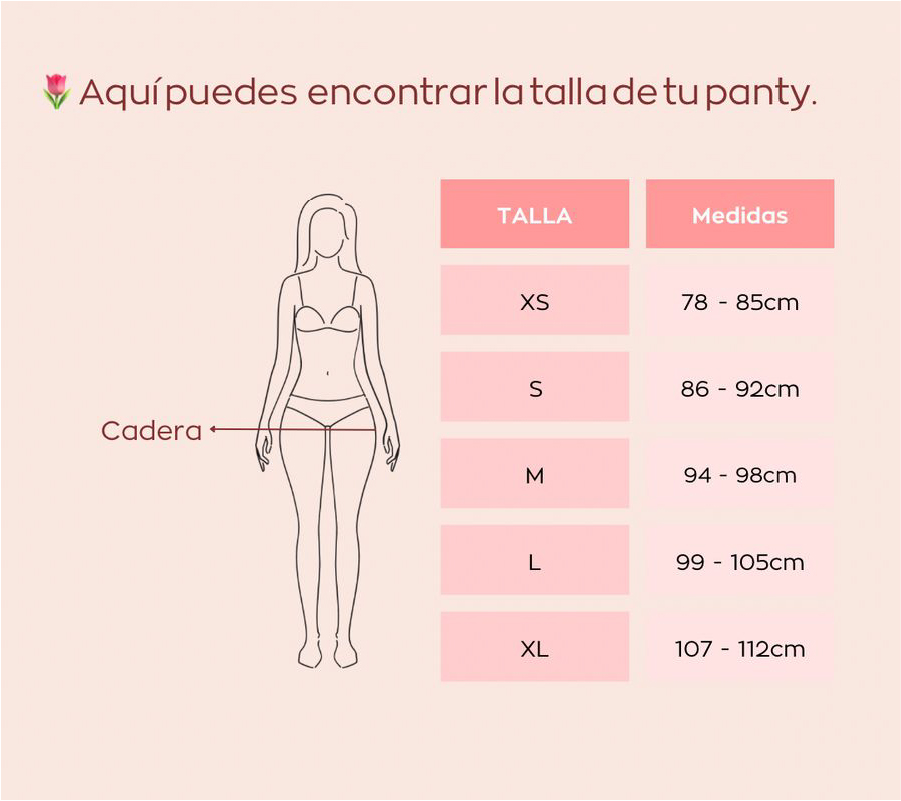 🌷 Aquí puedes encontrar la talla de tu panty.
TALLA Medidas
XS 78 - 85cm
S 86 - 92cm
Cadera
M 94 - 98cm
L 99 - 105cm
XL 107 - 112cm